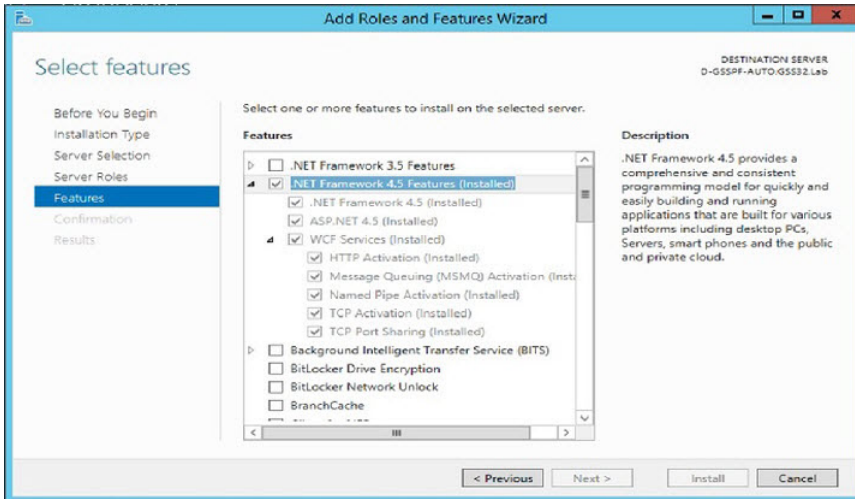 Add Roles and Features Wizard
Select features
DESTINATION SERVER
D-GSSPF-AUTO.GSS32.Lab
Before You Begin
Installation Type
Server Selection
Server Roles
Features
Confirmation
Results
Select one or more features to install on the selected server.
Features
.NET Framework 3.5 Features
.NET Framework 4.5 Features (Installed)
.NET Framework 4.5 (Installed)
ASP.NET 4.5 (Installed)
WCF Services (Installed)
HTTP Activation (Installed)
Message Queuing (MSMQ) Activation (Insta
Named Pipe Activation (Installed)
TCP Activation (Installed)
TCP Port Sharing (Installed)
Background Intelligent Transfer Service (BITS)
BitLocker Drive Encryption
BitLocker Network Unlock
BranchCache
Description
.NET Framework 4.5 provides a
comprehensive and consistent
programming model for quickly and
easily building and running
applications that are built for various
platforms including desktop PCs,
Servers, smart phones and the public
and private cloud.
< Previous
Next >
Install
Cancel